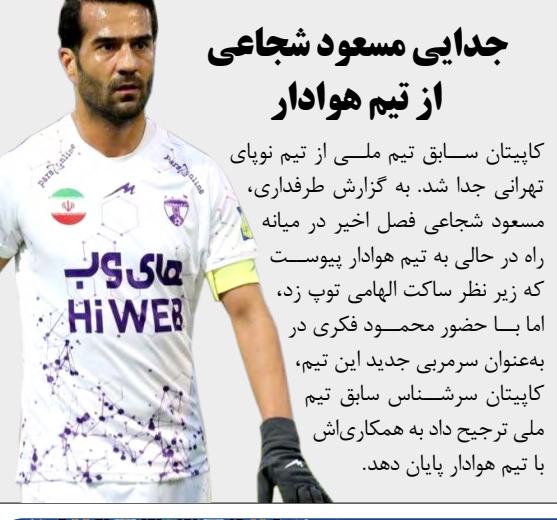 جدایی مسعود شجاعی
از تیم هوادار
کاپیتان سابق تیم ملی از تیم نوپای
تهرانی جدا شد. به گزارش طرفداری،
مسعود شجاعی فصل اخیر در میانه
راه در حالی به تیم هوادار پیوست
که زیر نظر ساکت الهامی توپ زد،
اما با حضور محمود فکری در
به‌عنوان سرمربی جدید این تیم،
کاپیتان سرشناس سابق تیم
ملی ترجیح داد به همکاری‌اش
با تیم هوادار پایان دهد.
parsonline
parsonline
های وب
HiWEB